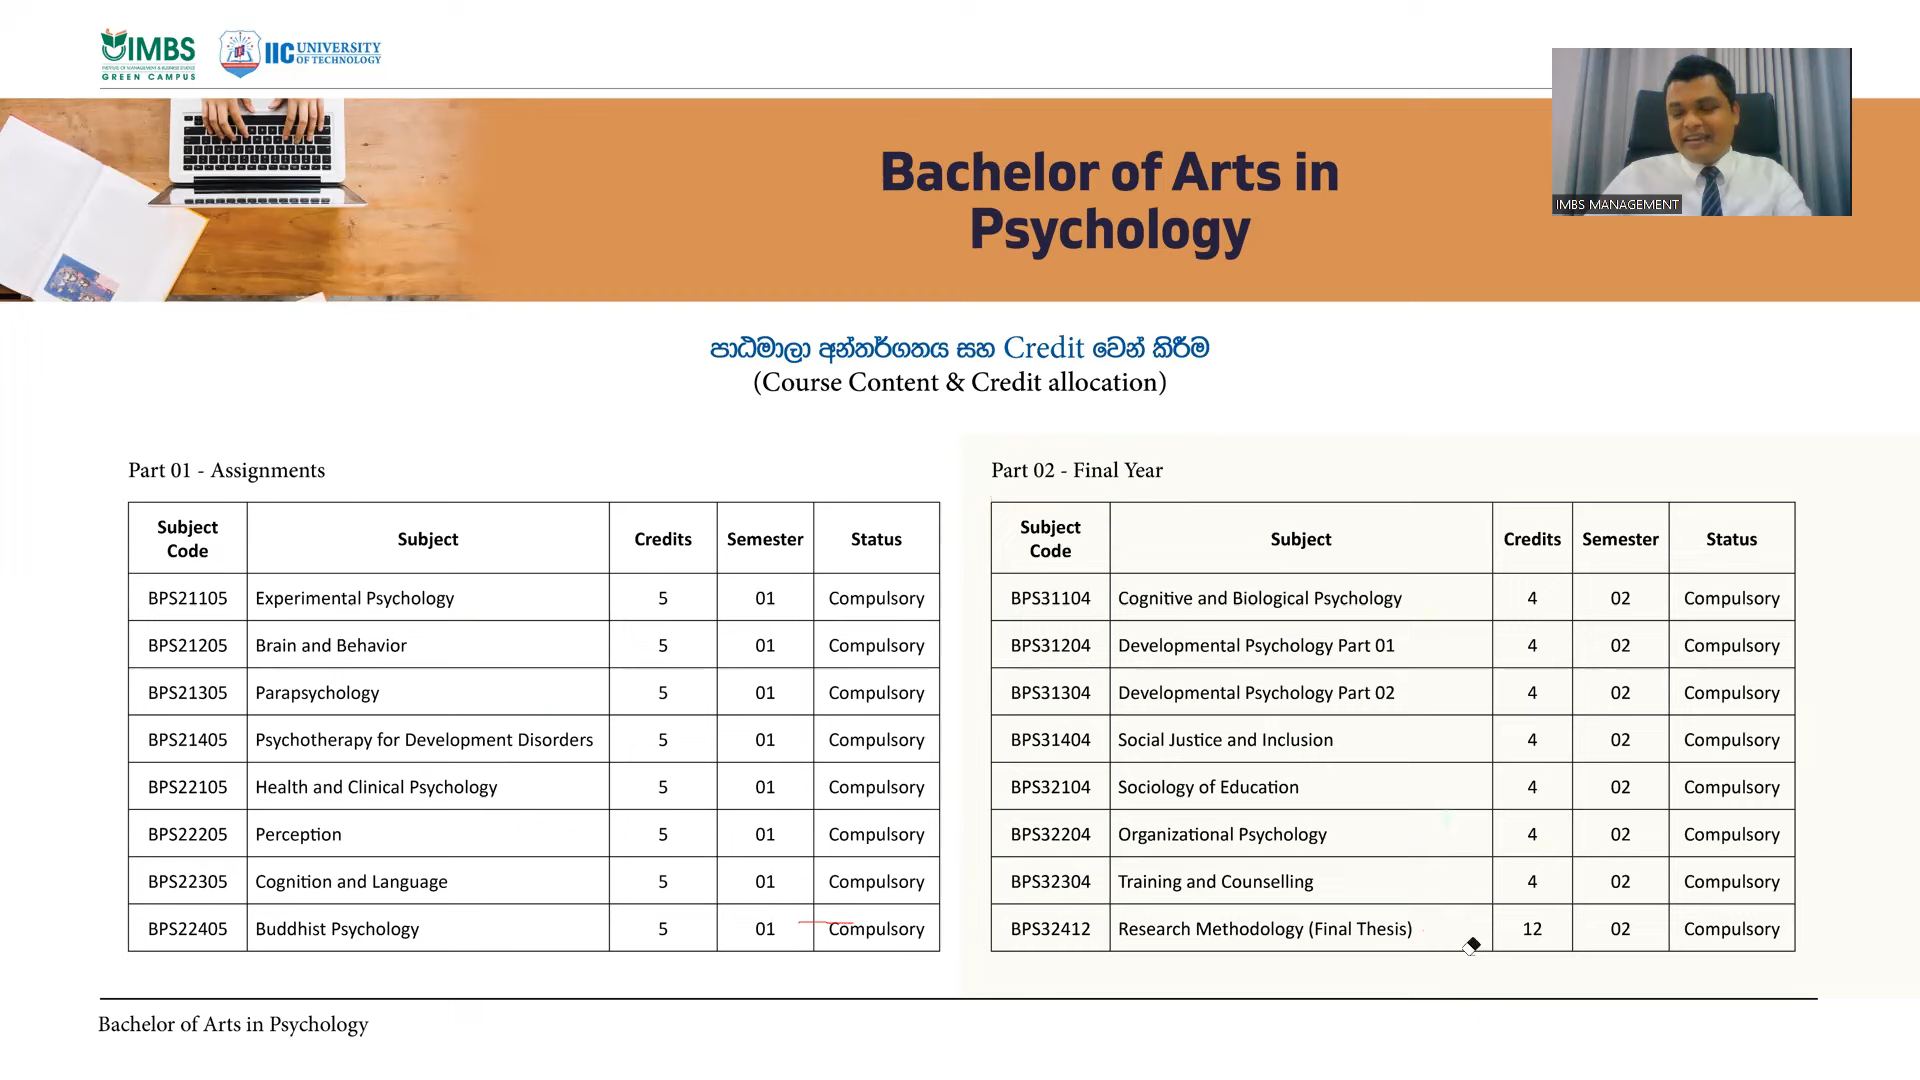 IMBS
INSTITUTE OF MANAGEMENT & BUSINESS STUDIES
GREEN CAMPUS
IIC UNIVERSITY
OF TECHNOLOGY
IMBS MANAGEMENT
Bachelor of Arts in
Psychology
පාඨමාලා අන්තර්ගතය සහ Credit වෙන් කිරීම
(Course Content & Credit allocation)
Part 01 - Assignments
Subject Code Subject Credits Semester Status
BPS21105 Experimental Psychology 5 01 Compulsory
BPS21205 Brain and Behavior 5 01 Compulsory
BPS21305 Parapsychology 5 01 Compulsory
BPS21405 Psychotherapy for Development Disorders 5 01 Compulsory
BPS22105 Health and Clinical Psychology 5 01 Compulsory
BPS22205 Perception 5 01 Compulsory
BPS22305 Cognition and Language 5 01 Compulsory
BPS22405 Buddhist Psychology 5 01 Compulsory
Part 02 - Final Year
Subject Code Subject Credits Semester Status
BPS31104 Cognitive and Biological Psychology 4 02 Compulsory
BPS31204 Developmental Psychology Part 01 4 02 Compulsory
BPS31304 Developmental Psychology Part 02 4 02 Compulsory
BPS31404 Social Justice and Inclusion 4 02 Compulsory
BPS32104 Sociology of Education 4 02 Compulsory
BPS32204 Organizational Psychology 4 02 Compulsory
BPS32304 Training and Counselling 4 02 Compulsory
BPS32412 Research Methodology (Final Thesis) 12 02 Compulsory
Bachelor of Arts in Psychology